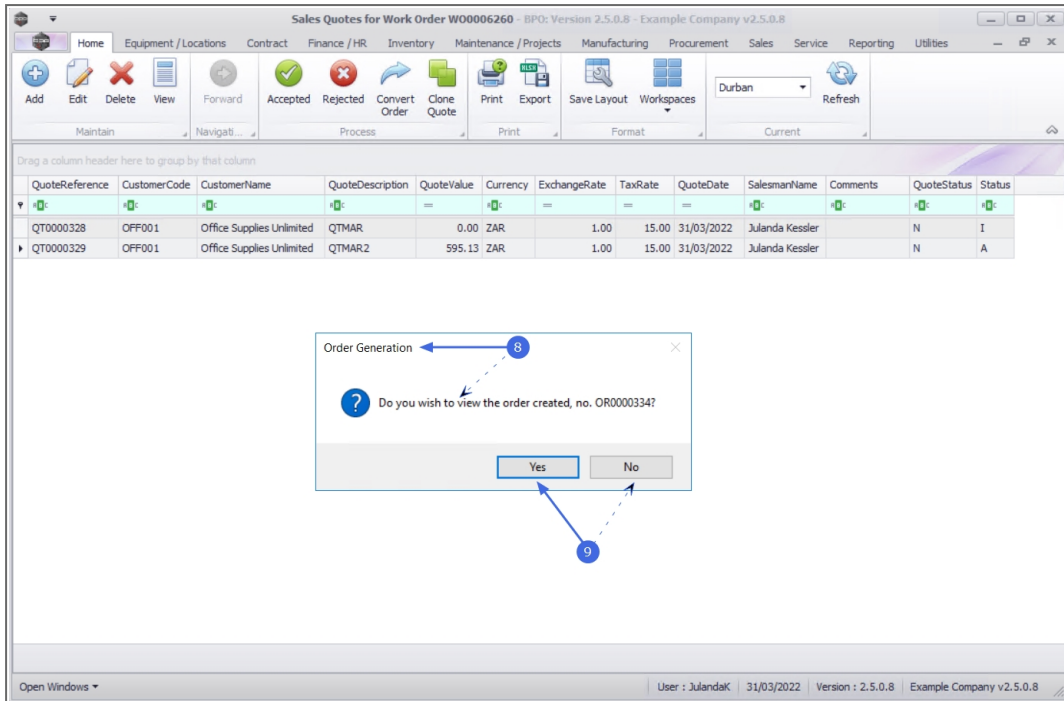 Sales Quotes for Work Order WO0006260 - BPO: Version 2.5.0.8 - Example Company v2.5.0.8
Home Equipment / Locations Contract Finance / HR Inventory Maintenance / Projects Manufacturing Procurement Sales Service Reporting Utilities
Add Edit Delete View Forward Accepted Rejected Convert Order Clone Quote Print Export Save Layout Workspaces Durban Refresh
Maintain Navigati... Process Print Format Current
Drag a column header here to group by that column
QuoteReference CustomerCode CustomerName QuoteDescription QuoteValue Currency ExchangeRate TaxRate QuoteDate SalesmanName Comments QuoteStatus Status
QT0000328 OFF001 Office Supplies Unlimited QTMAR 0.00 ZAR 1.00 15.00 31/03/2022 Julanda Kessler N I
QT0000329 OFF001 Office Supplies Unlimited QTMAR2 595.13 ZAR 1.00 15.00 31/03/2022 Julanda Kessler N A
Order Generation 8
Do you wish to view the order created, no. OR0000334?
Yes No
9
Open Windows User : JulandaK 31/03/2022 Version : 2.5.0.8 Example Company v2.5.0.8